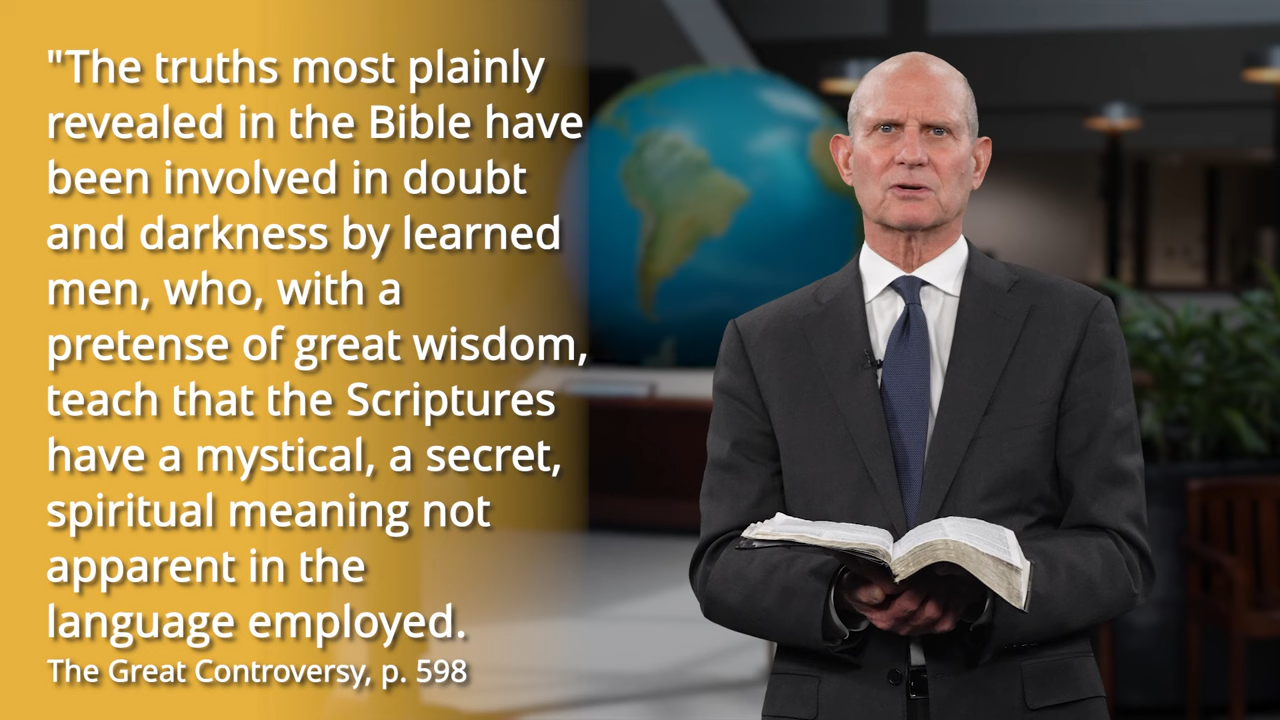 "The truths most plainly
revealed in the Bible have
been involved in doubt
and darkness by learned
men, who, with a
pretense of great wisdom,
teach that the Scriptures
have a mystical, a secret,
spiritual meaning not
apparent in the
language employed.
The Great Controversy, p. 598